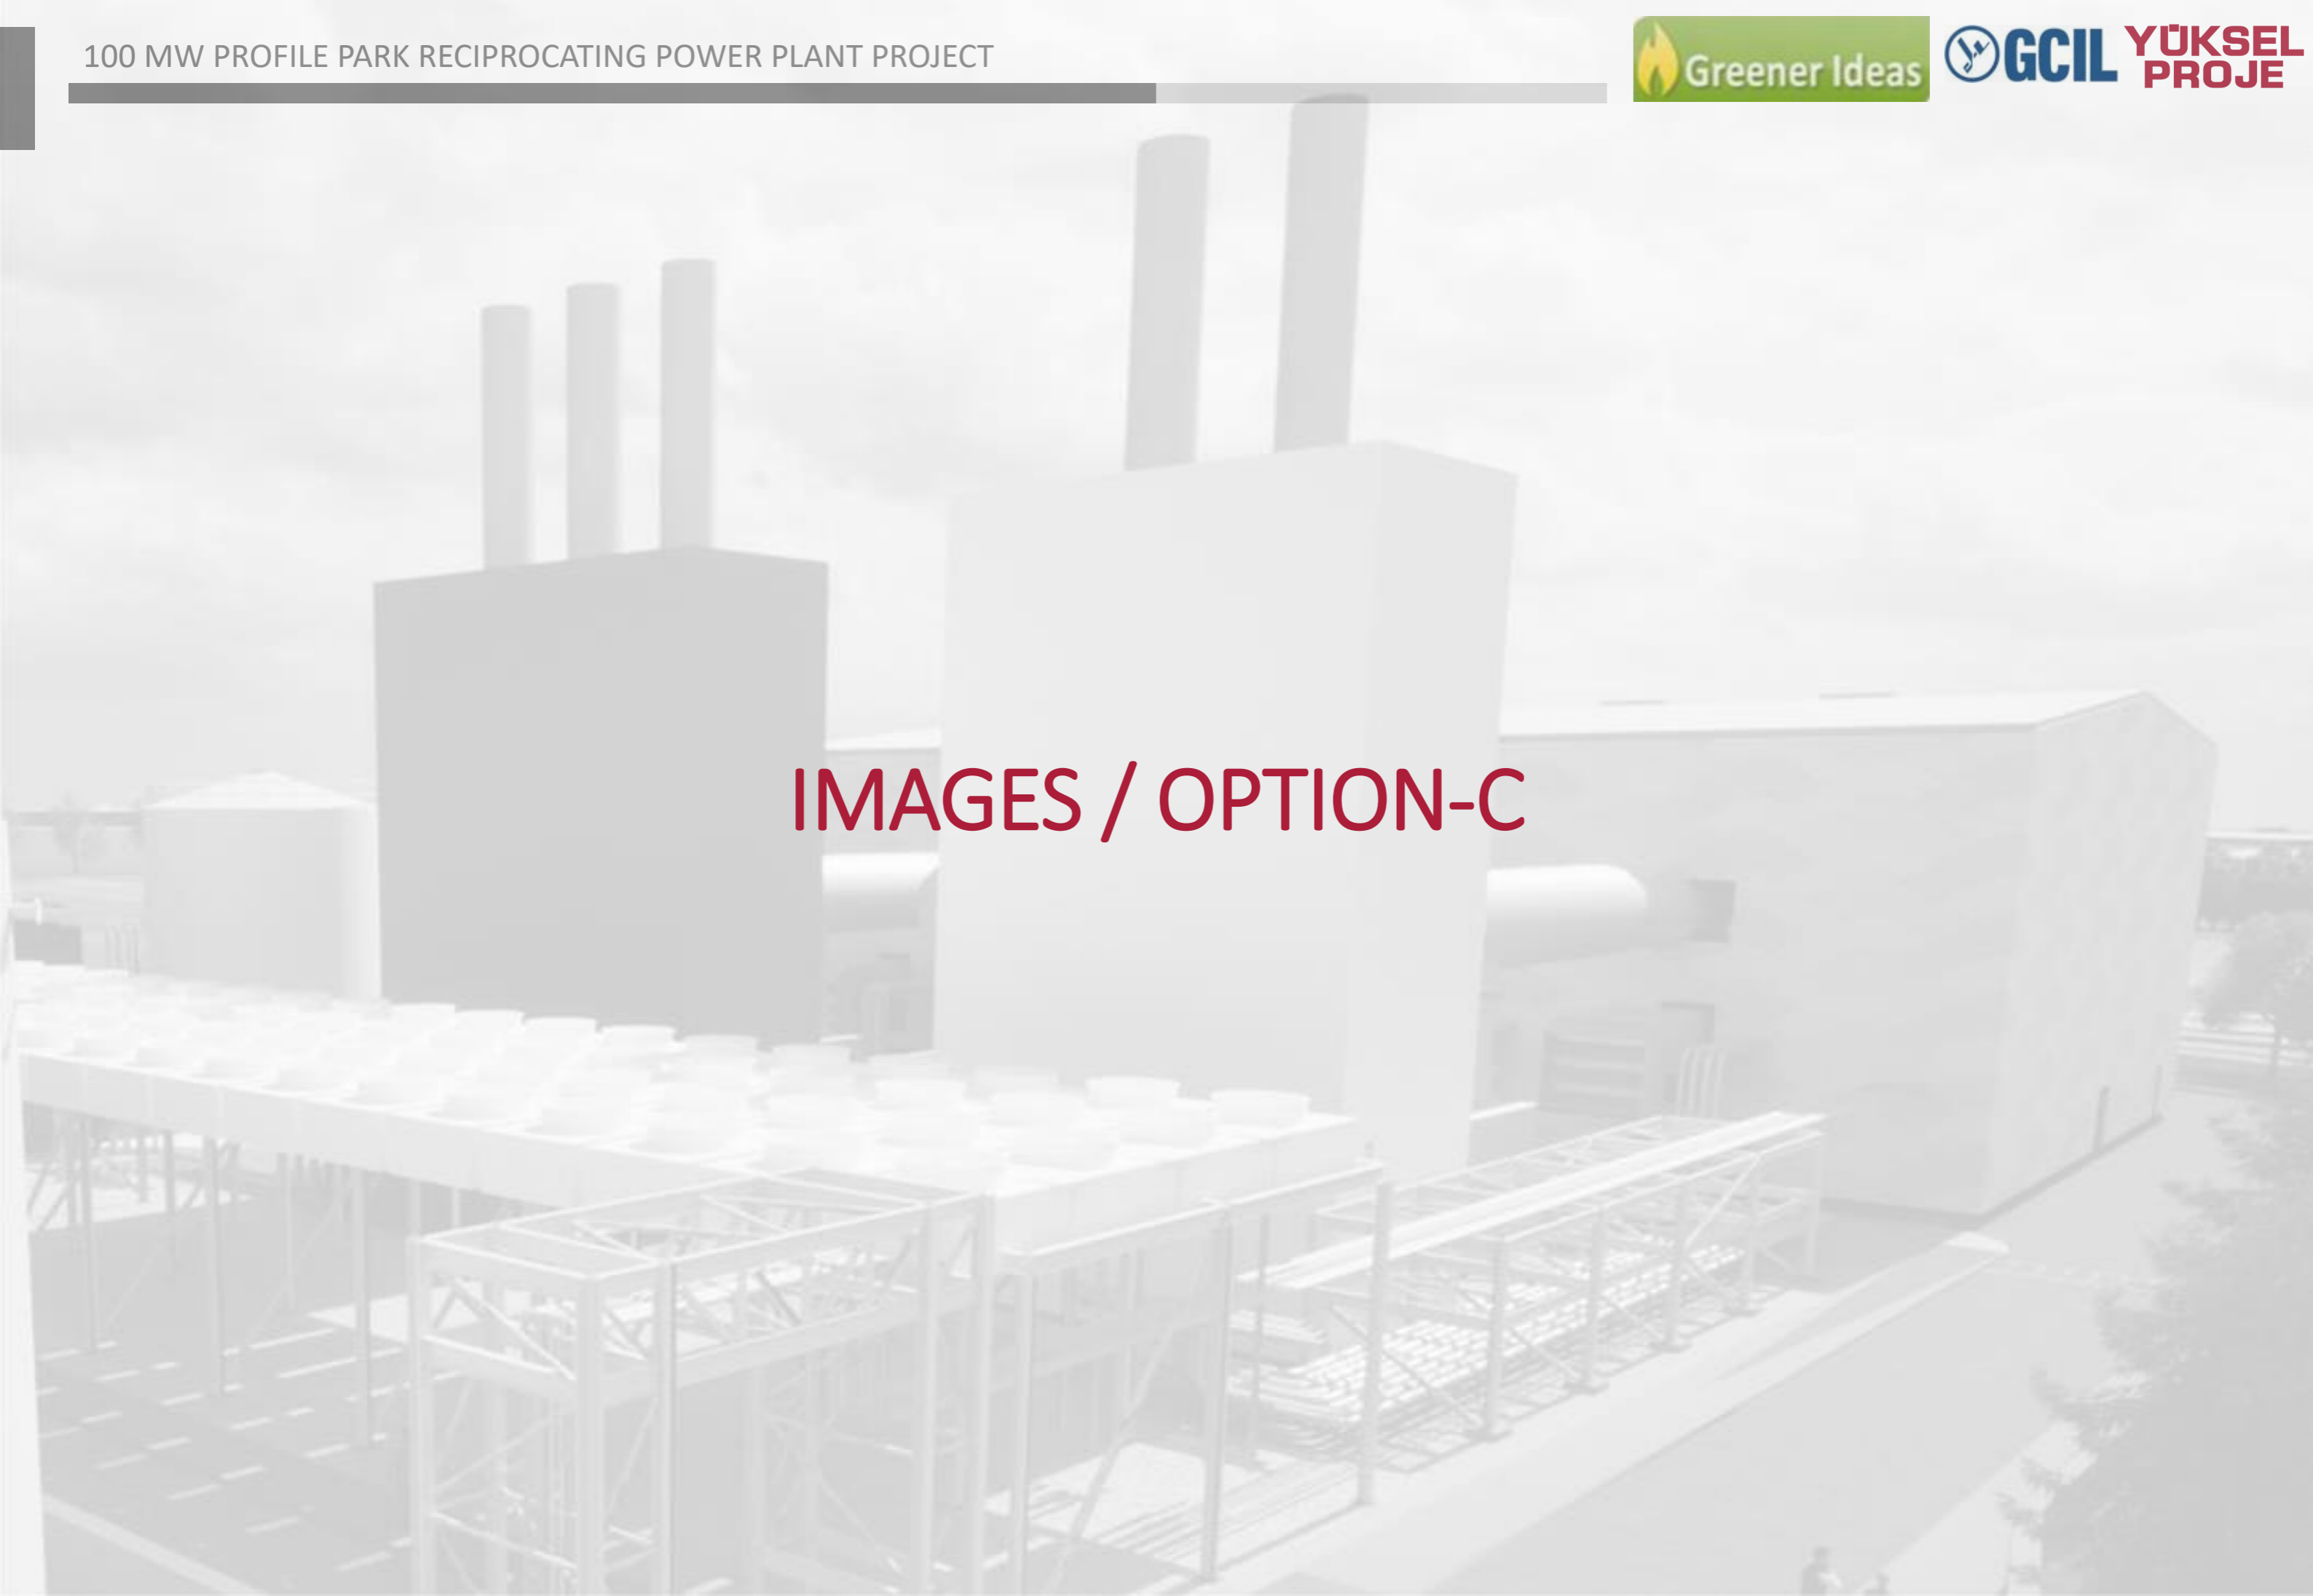 100 MW PROFILE PARK RECIPROCATING POWER PLANT PROJECT
Greener Ideas
GCIL
YÜKSEL
PROJE
IMAGES / OPTION-C